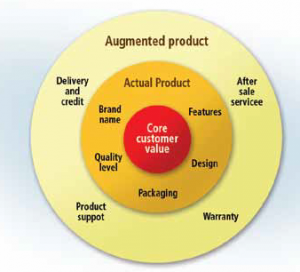 Augmented product
Delivery
and
credit
After
sale
servicee
Actual Product
Brand
name
Features
Core
customer
value
Quality
level
Design
Packaging
Product
suppot
Warranty